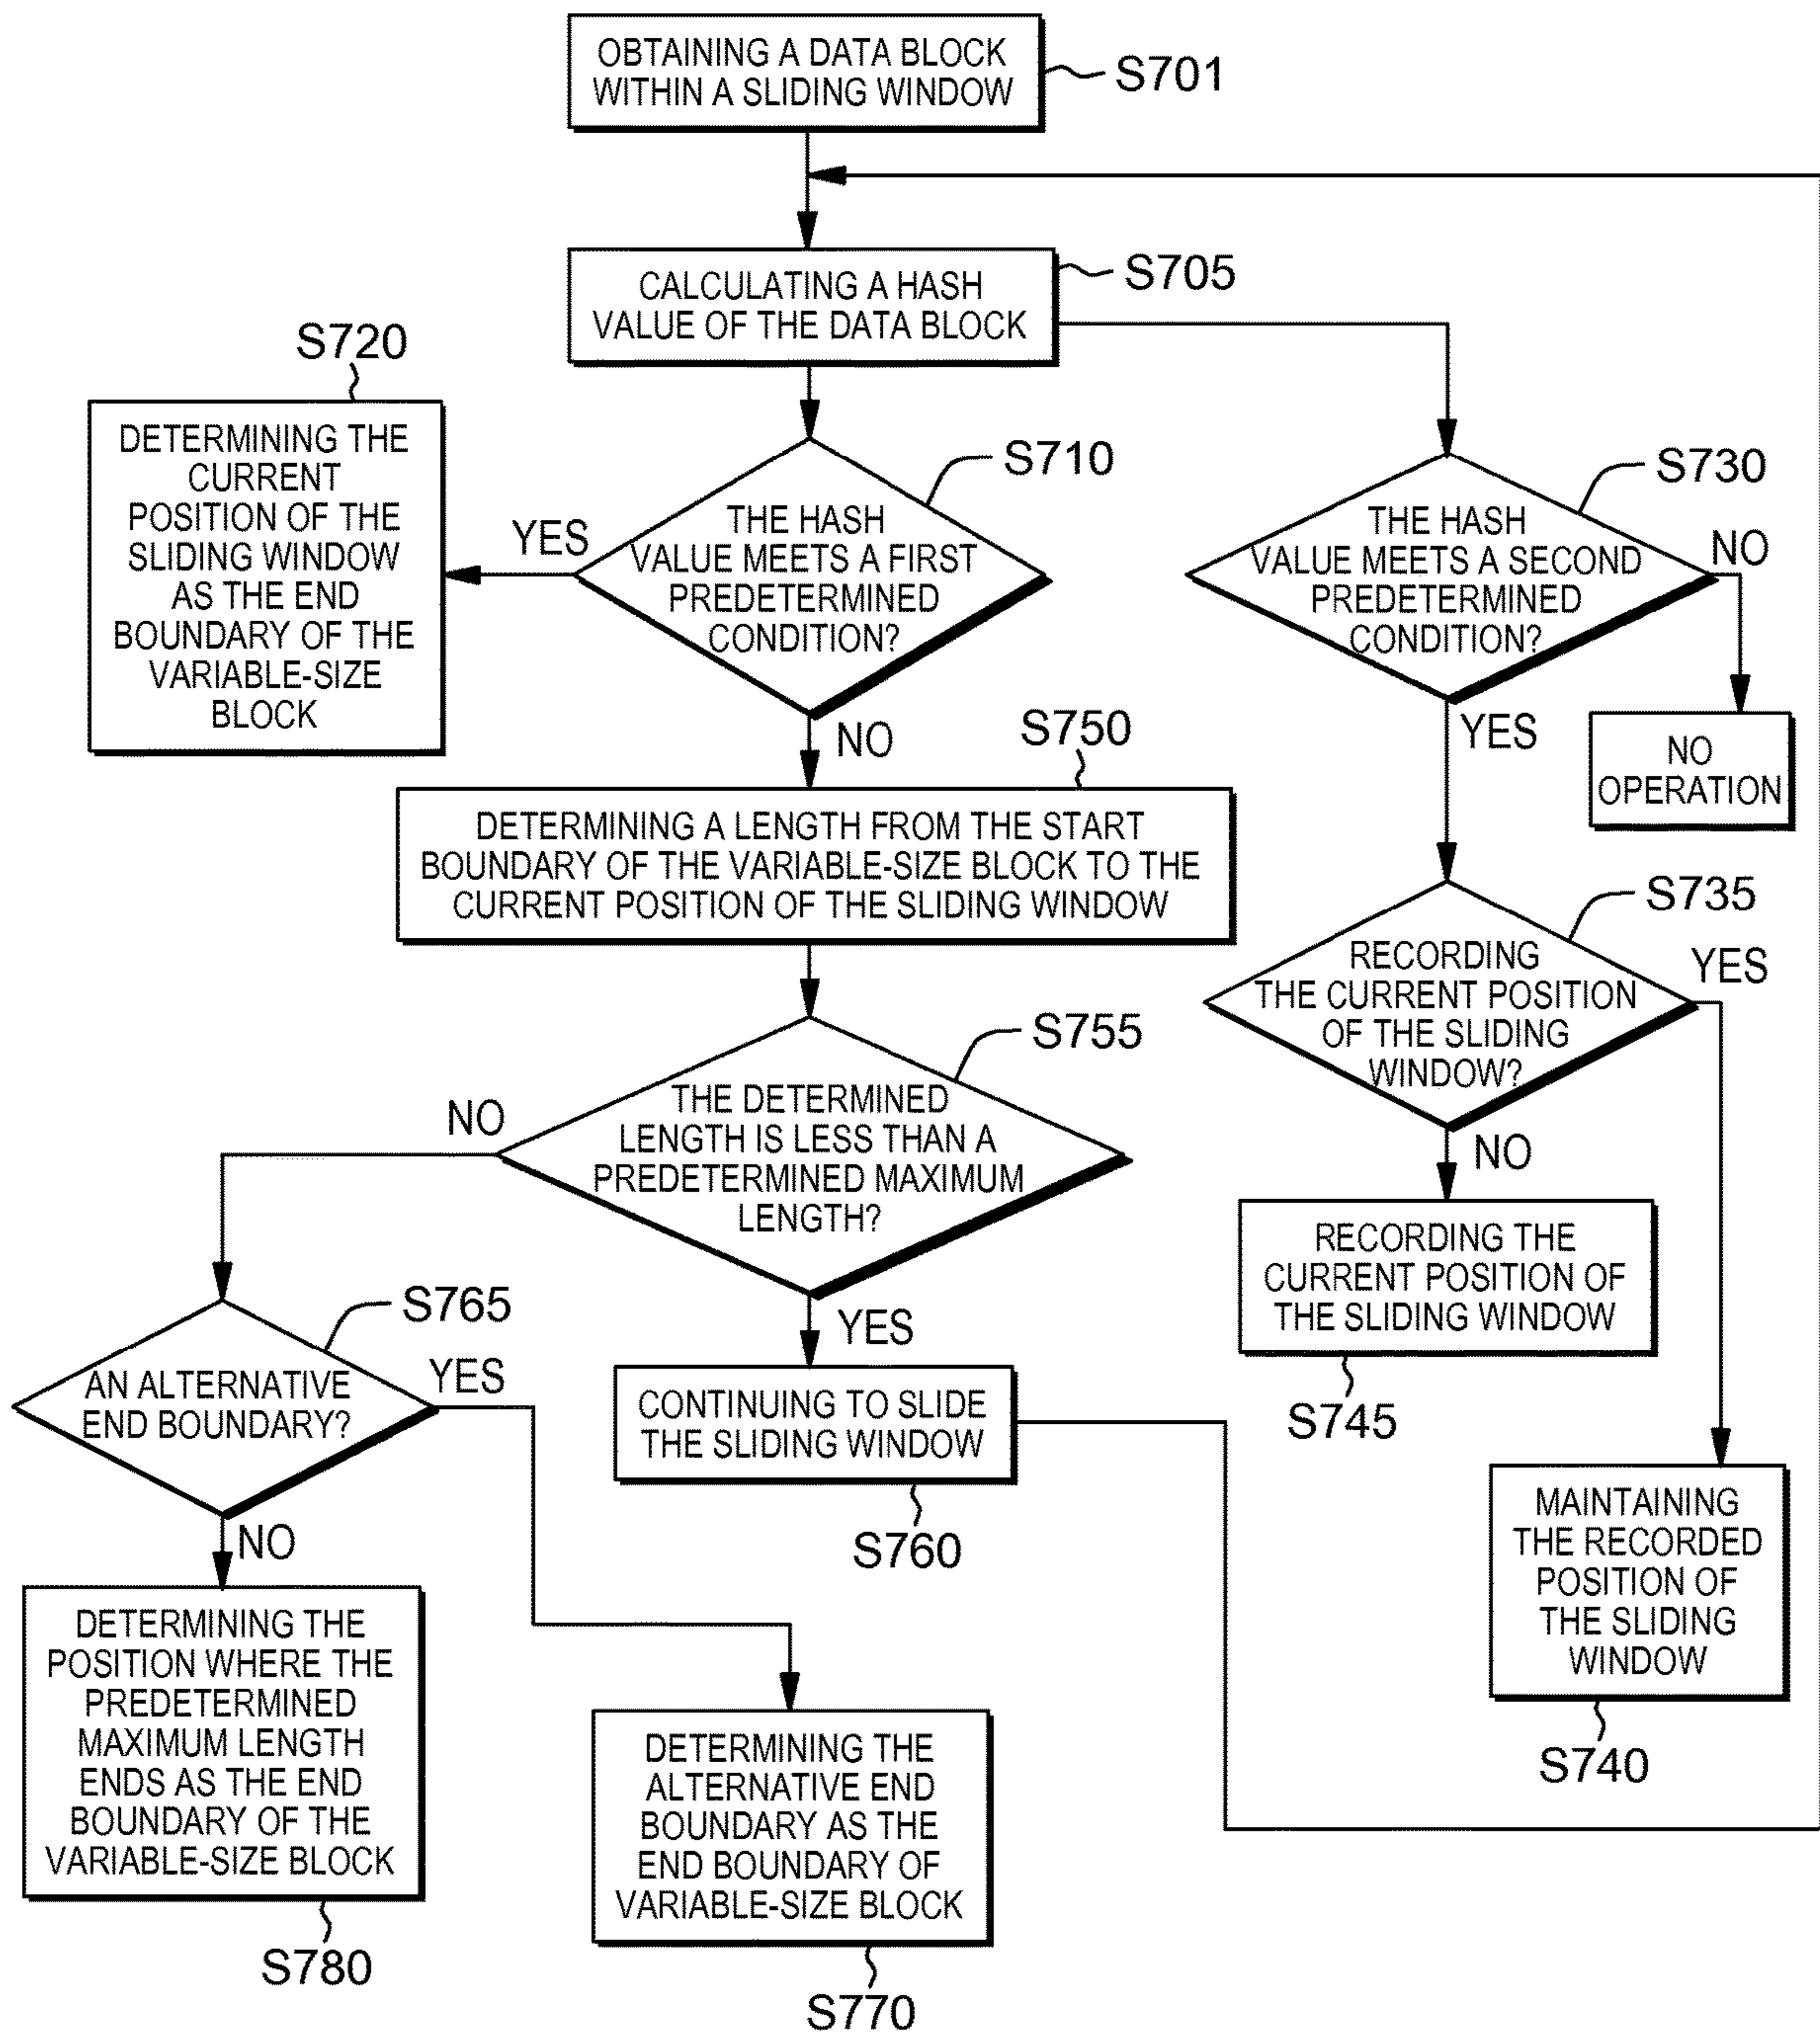 OBTAINING A DATA BLOCK
WITHIN A SLIDING WINDOW
S701
CALCULATING A HASH
VALUE OF THE DATA BLOCK
S705
S720
DETERMINING THE
CURRENT
POSITION OF THE
SLIDING WINDOW
AS THE END
BOUNDARY OF THE
VARIABLE-SIZE
BLOCK
YES
S710
THE HASH
VALUE MEETS A FIRST
PREDETERMINED
CONDITION?
NO
S730
THE HASH
VALUE MEETS A SECOND
PREDETERMINED
CONDITION?
NO
YES
NO
OPERATION
S750
DETERMINING A LENGTH FROM THE START
BOUNDARY OF THE VARIABLE-SIZE BLOCK TO THE
CURRENT POSITION OF THE SLIDING WINDOW
S735
RECORDING
THE CURRENT POSITION
OF THE SLIDING
WINDOW?
YES
NO
S755
THE DETERMINED
LENGTH IS LESS THAN A
PREDETERMINED MAXIMUM
LENGTH?
NO
YES
RECORDING THE
CURRENT POSITION OF
THE SLIDING WINDOW
S745
S765
AN ALTERNATIVE
END BOUNDARY?
YES
NO
CONTINUING TO SLIDE
THE SLIDING WINDOW
S760
MAINTAINING
THE RECORDED
POSITION OF
THE SLIDING
WINDOW
S740
DETERMINING THE
POSITION WHERE THE
PREDETERMINED
MAXIMUM LENGTH
ENDS AS THE END
BOUNDARY OF THE
VARIABLE-SIZE BLOCK
S780
DETERMINING THE
ALTERNATIVE END
BOUNDARY AS THE
END BOUNDARY OF
VARIABLE-SIZE BLOCK
S770